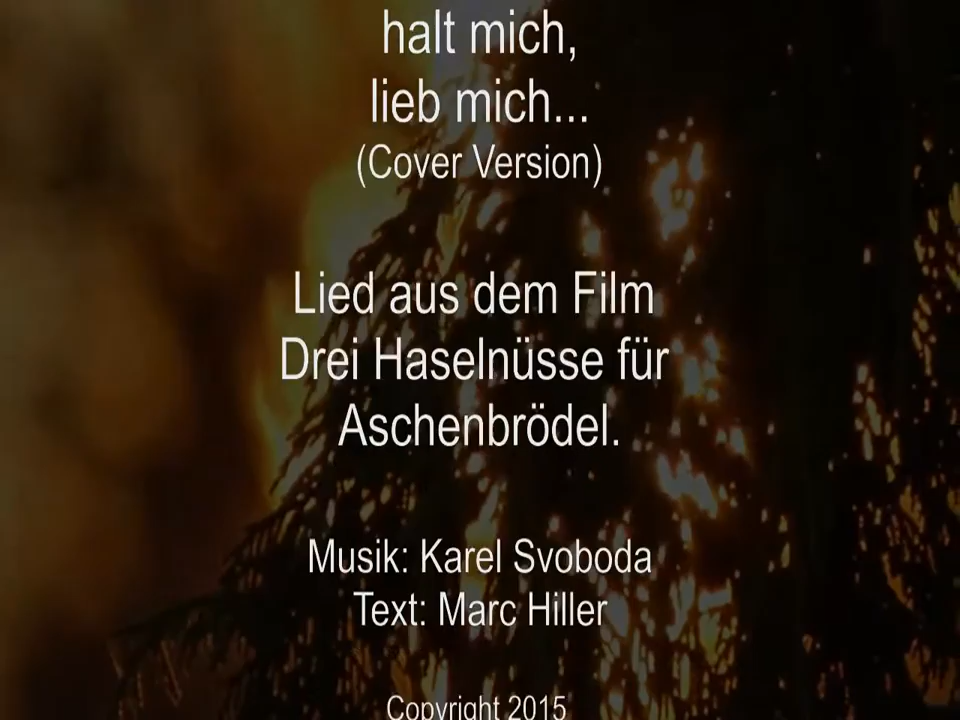 halt mich,
lieb mich...
(Cover Version)
Lied aus dem Film
Drei Haselnüsse für
Aschenbrödel.
Musik: Karel Svoboda
Text: Marc Hiller
Copyright 2015